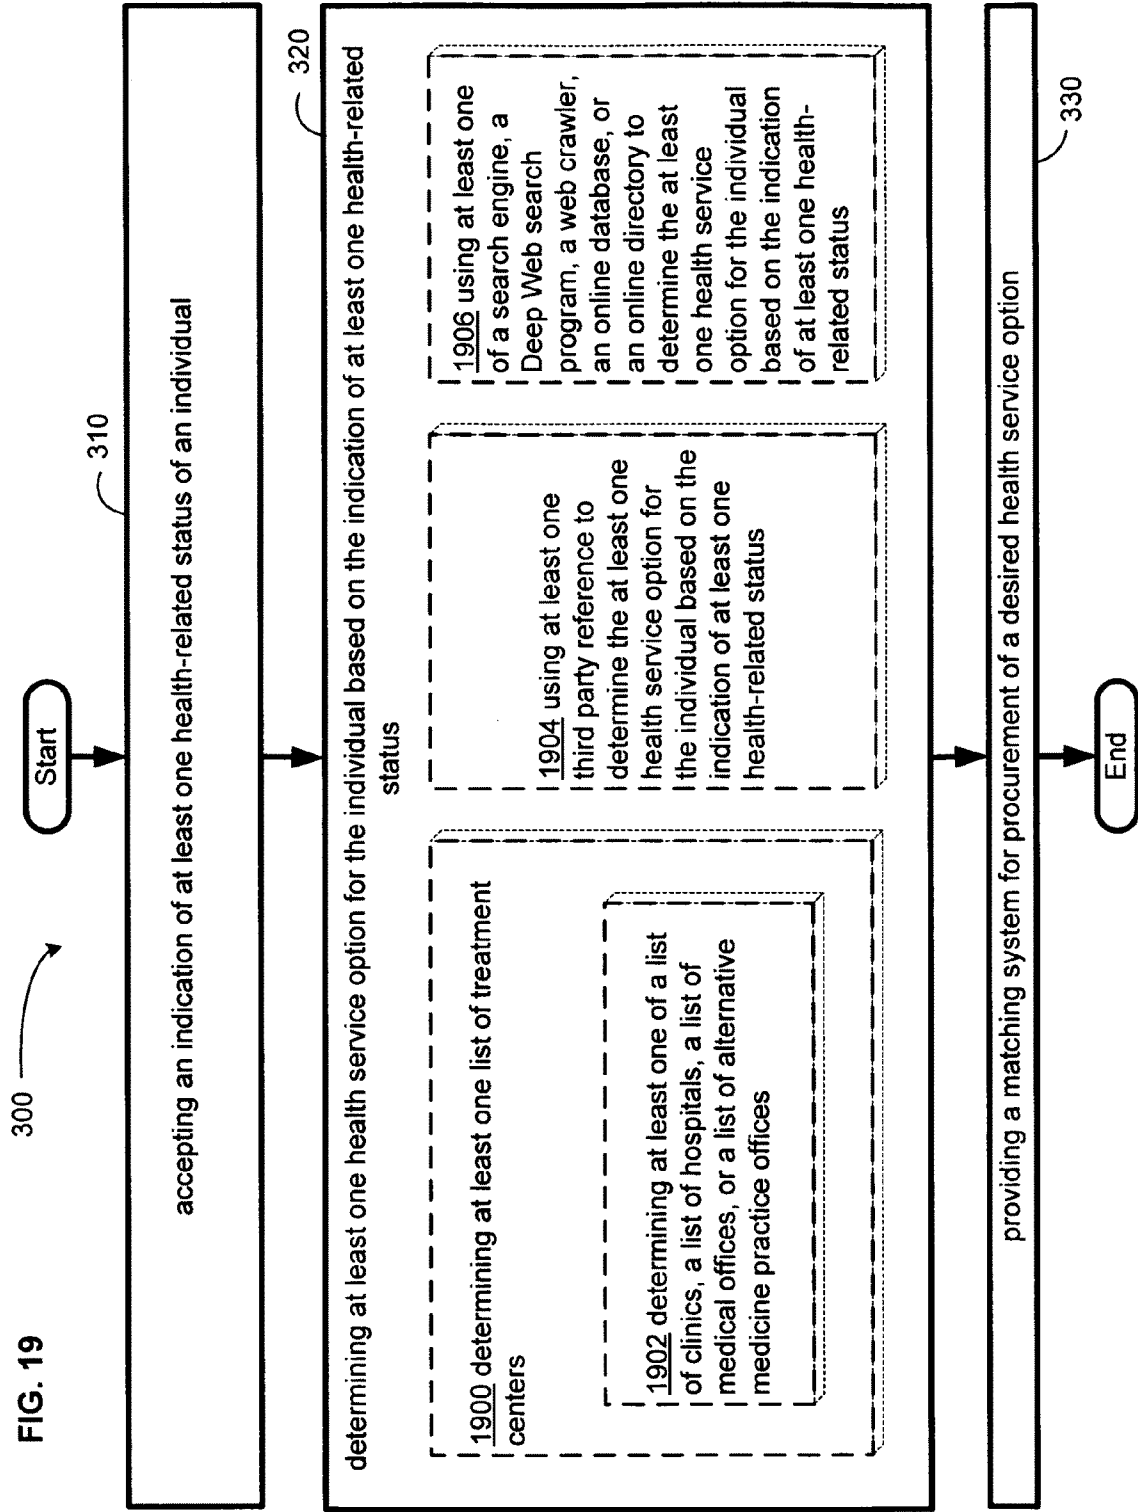 FIG. 19
300
Start
310
accepting an indication of at least one health-related status of an individual
320
determining at least one health service option for the individual based on the indication of at least one health-related
status
1900 determining at least one list of treatment
centers
1902 determining at least one of a list
of clinics, a list of hospitals, a list of
medical offices, or a list of alternative
medicine practice offices
1904 using at least one
third party reference to
determine the at least one
health service option for
the individual based on the
indication of at least one
health-related status
1906 using at least one
of a search engine, a
Deep Web search
program, a web crawler,
an online database, or
an online directory to
determine the at least
one health service
option for the individual
based on the indication
of at least one health-
related status
330
providing a matching system for procurement of a desired health service option
End